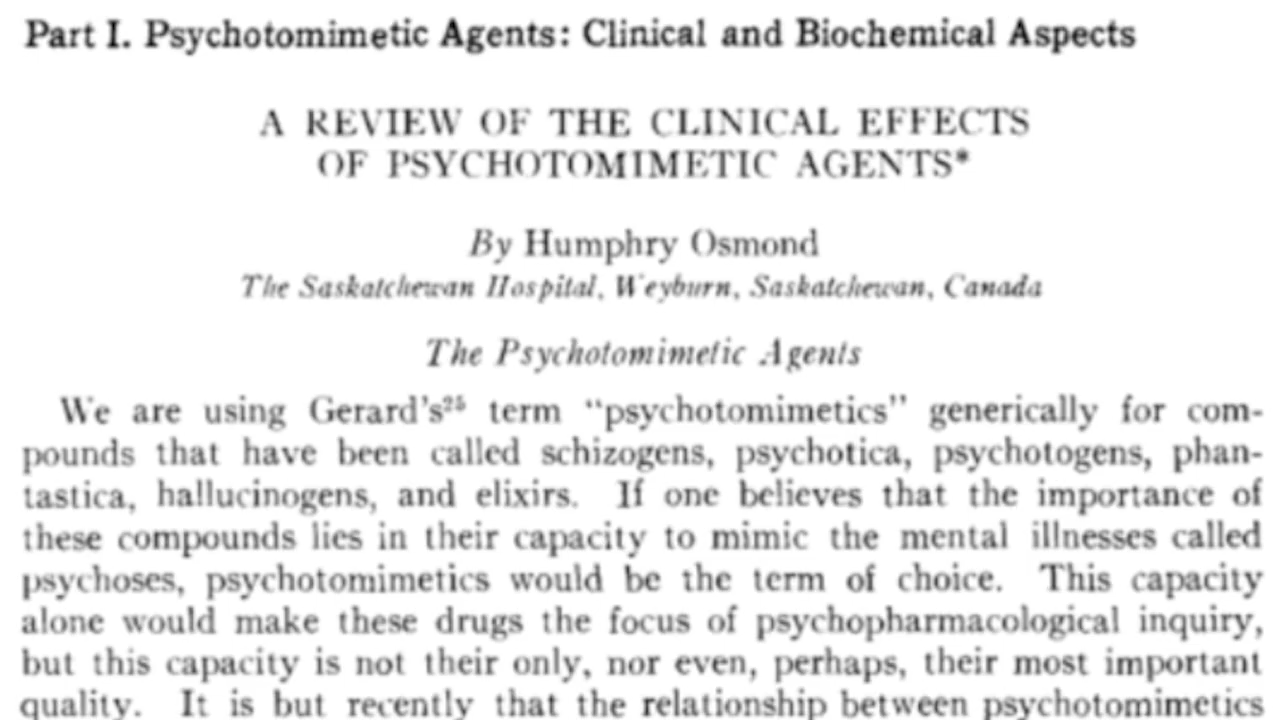 Part I. Psychotomimetic Agents: Clinical and Biochemical Aspects
A REVIEW OF THE CLINICAL EFFECTS
OF PSYCHOTOMIMETIC AGENTS*
By Humphry Osmond
The Saskatchewan Hospital, Weyburn, Saskatchewan, Canada
The Psychotomimetic Agents
We are using Gerard's²⁵ term "psychotomimetics" generically for com-
pounds that have been called schizogens, psychotica, psychotogens, phan-
tastica, hallucinogens, and elixirs. If one believes that the importance of
these compounds lies in their capacity to mimic the mental illnesses called
psychoses, psychotomimetics would be the term of choice. This capacity
alone would make these drugs the focus of psychopharmacological inquiry,
but this capacity is not their only, nor even, perhaps, their most important
quality. It is but recently that the relationship between psychotomimetics